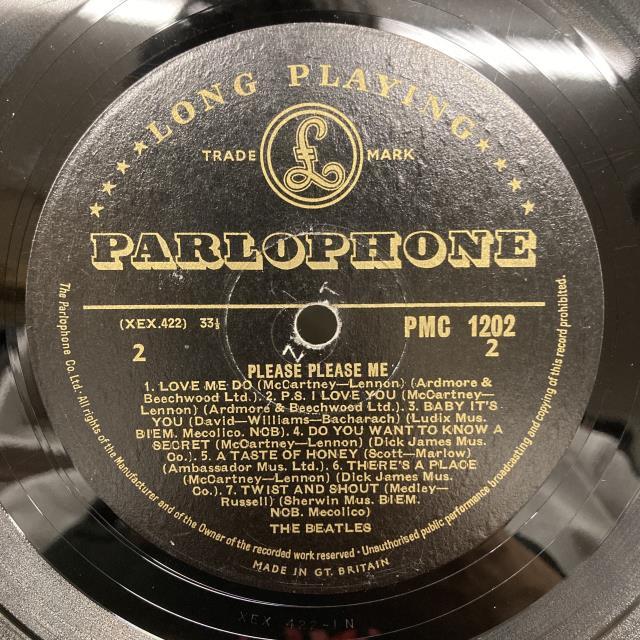 LONG PLAYING
TRADE £ MARK
PARLOPHONE
(XEX.422) 33⅓ PMC 1202
2 2
PLEASE PLEASE ME
1. LOVE ME DO (McCartney—Lennon) (Ardmore &
Beechwood Ltd.) 2. P.S. I LOVE YOU (McCartney—
Lennon) (Ardmore & Beechwood Ltd.) 3. BABY IT'S
YOU (David—Williams—Bacharach) (Ludix Mus.
BIEM. Mecolico, NCB) 4. DO YOU WANT TO KNOW A
SECRET (McCartney—Lennon) (Dick James Mus.
Co.) 5. A TASTE OF HONEY (Scott—Marlow)
(Ambassador Mus. Ltd.) 6. THERE'S A PLACE
(McCartney—Lennon) (Dick James Mus.
Co.) 7. TWIST AND SHOUT (Medley—
Russell) (Sherwin Mus. BIEM.
NCB. Mecolico)
THE BEATLES
The Parlophone Co. Ltd. All rights of the Manufacturer and of the Owner of the recorded work reserved · Unauthorised public performance broadcasting and copying of this record prohibited.
MADE IN GT. BRITAIN
XEX 422-1N